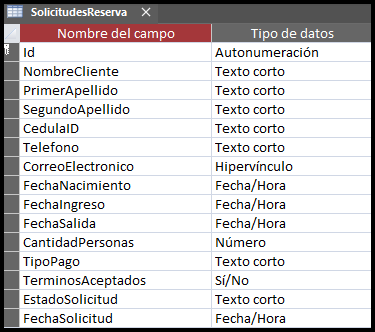 SolicitudesReserva
Nombre del campo Tipo de datos
Id Autonumeración
NombreCliente Texto corto
PrimerApellido Texto corto
SegundoApellido Texto corto
CedulaID Texto corto
Telefono Texto corto
CorreoElectronico Hipervínculo
FechaNacimiento Fecha/Hora
FechaIngreso Fecha/Hora
FechaSalida Fecha/Hora
CantidadPersonas Número
TipoPago Texto corto
TerminosAceptados Sí/No
EstadoSolicitud Texto corto
FechaSolicitud Fecha/Hora